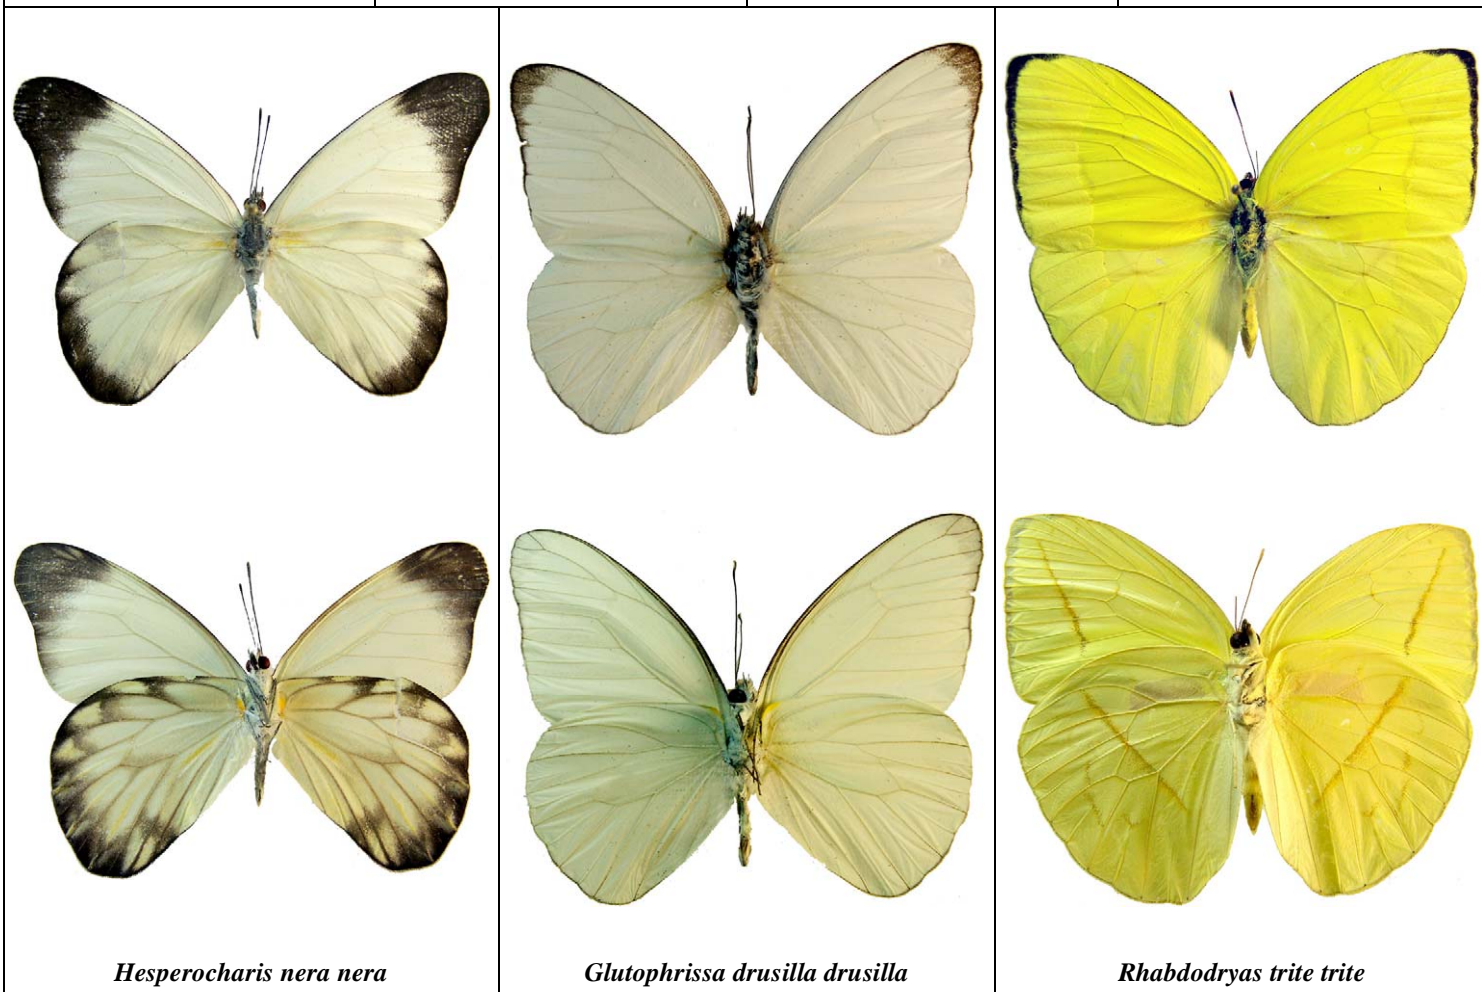 Hesperocharis nera nera
Glutophrissa drusilla drusilla
Rhabdodryas trite trite